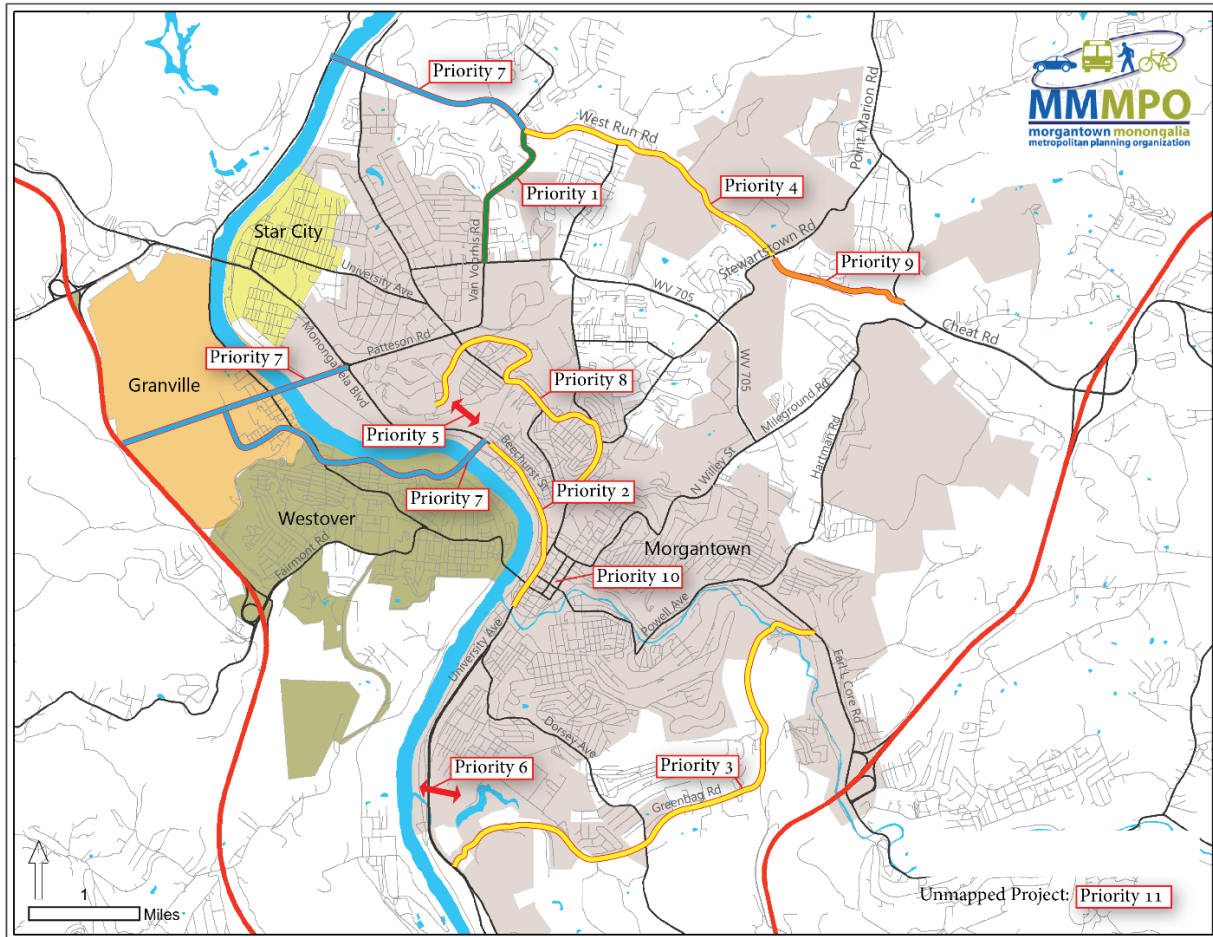 MMMPO
morgantown monongalia
metropolitan planning organization
Priority 7
West Run Rd
Point Marion Rd
Priority 1
Priority 4
Star City
Van Voorhis Rd
Stewartstown Rd
University Ave
Priority 9
WV 705
Cheat Rd
Monongahela Blvd
Patteson Rd
Priority 7
Granville
Priority 8
WV 705
Mileground Rd
Priority 5
Hartman Rd
Beechurst St
N Willey St
Priority 7
Priority 2
Westover
Morgantown
Fairmont Rd
Priority 10
Powell Ave
University Ave
Earl L Core Rd
Dorsey Ave
Priority 6
Priority 3
Greenbag Rd
1
Miles
Unmapped Project: Priority 11